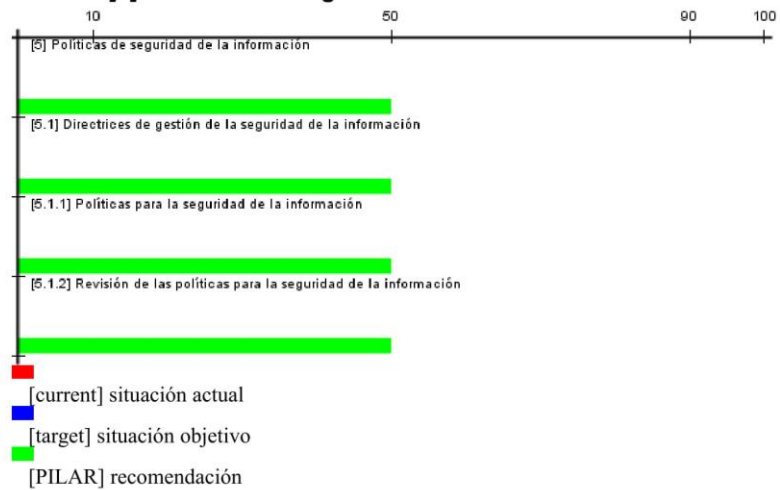 10 50 90 100
[5] Políticas de seguridad de la información
[5.1] Directrices de gestión de la seguridad de la información
[5.1.1] Políticas para la seguridad de la información
[5.1.2] Revisión de las políticas para la seguridad de la información
[current] situación actual
[target] situación objetivo
[PILAR] recomendación